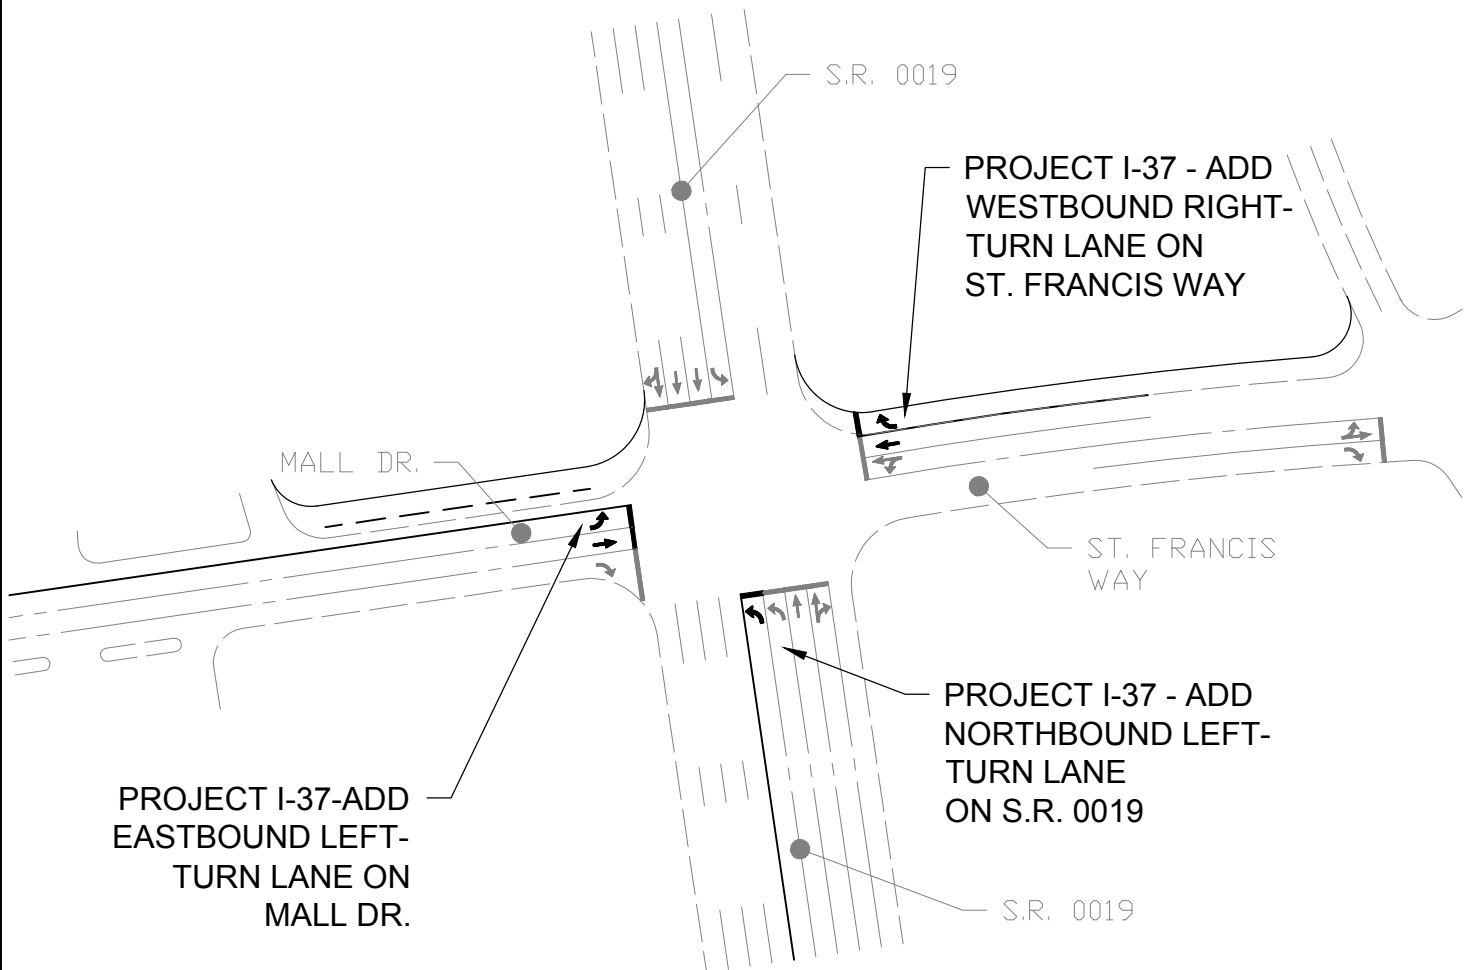 S.R. 0019
PROJECT I-37 - ADD
WESTBOUND RIGHT-
TURN LANE ON
ST. FRANCIS WAY
MALL DR.
ST. FRANCIS
WAY
PROJECT I-37 - ADD
NORTHBOUND LEFT-
TURN LANE
ON S.R. 0019
PROJECT I-37-ADD
EASTBOUND LEFT-
TURN LANE ON
MALL DR.
S.R. 0019